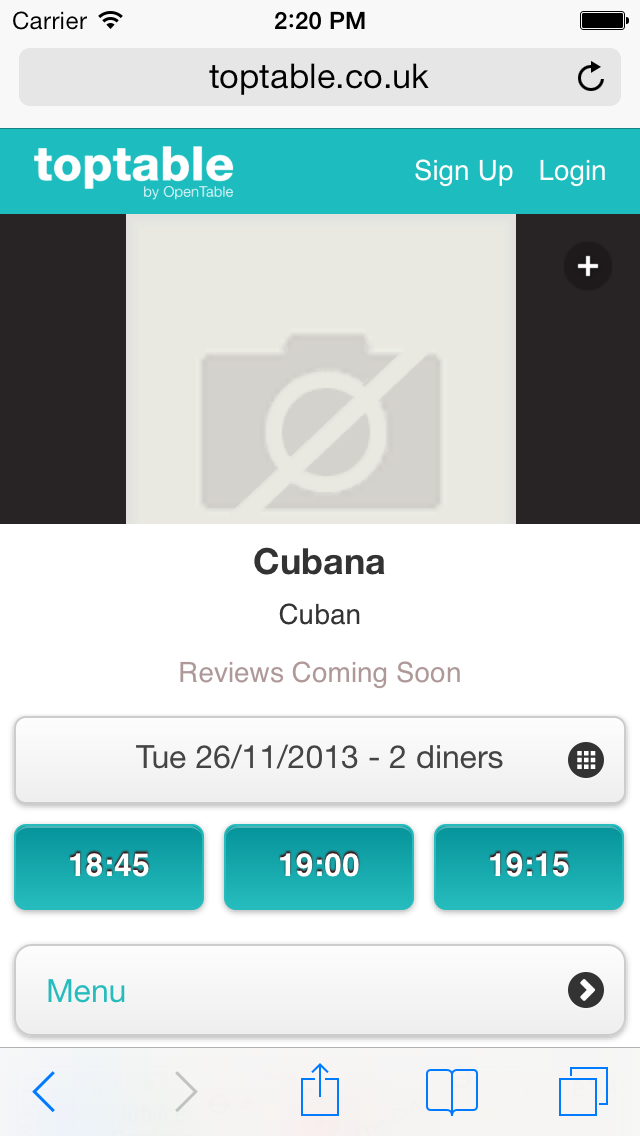 Carrier 2:20 PM
toptable.co.uk
toptable Sign Up Login
by OpenTable
Cubana
Cuban
Reviews Coming Soon
Tue 26/11/2013 - 2 diners
18:45 19:00 19:15
Menu